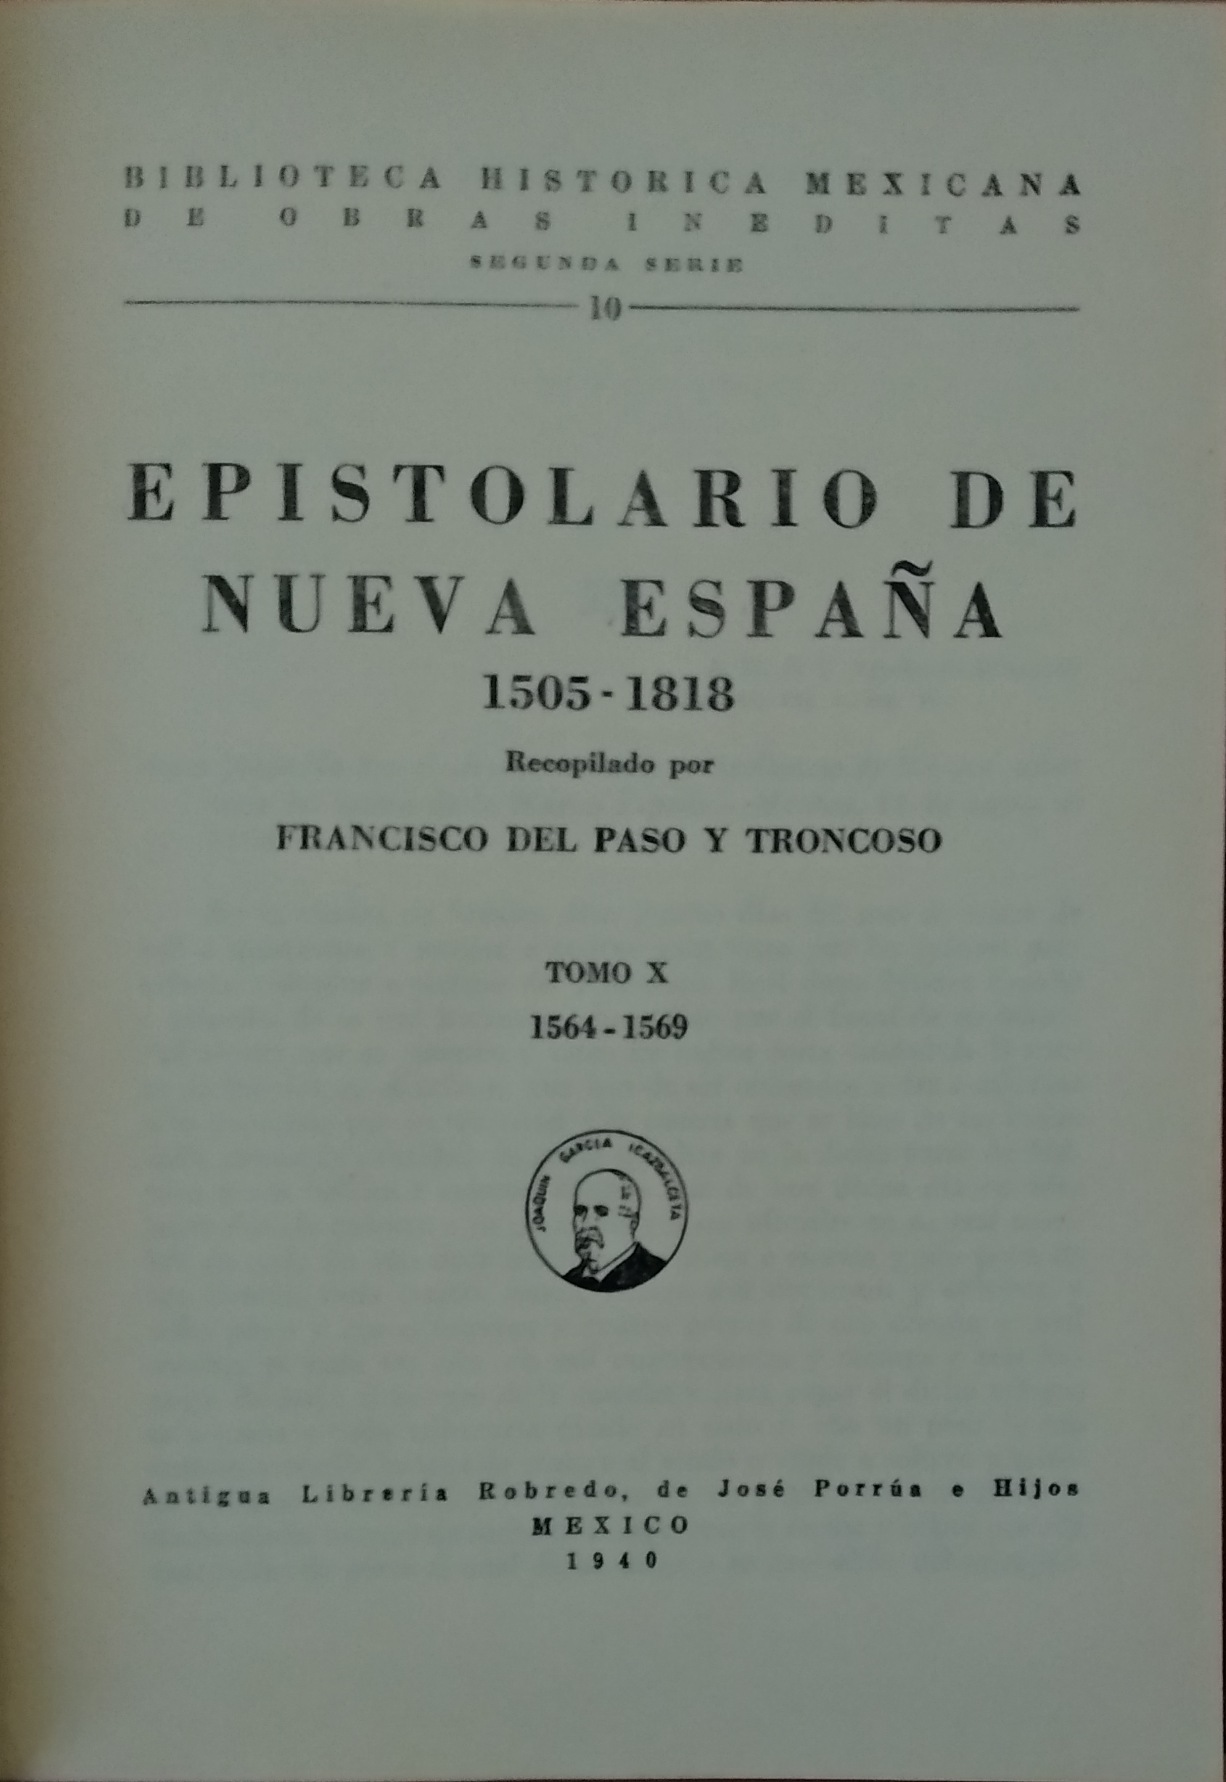 BIBLIOTECA HISTORICA MEXICANA
DE OBRAS INEDITAS
SEGUNDA SERIE
10
EPISTOLARIO DE
NUEVA ESPAÑA
1505-1818
Recopilado por
FRANCISCO DEL PASO Y TRONCOSO
TOMO X
1564-1569
JOAQUIN GARCIA ICAZBALCETA
Antigua Librería Robredo, de José Porrúa e Hijos
MEXICO
1940